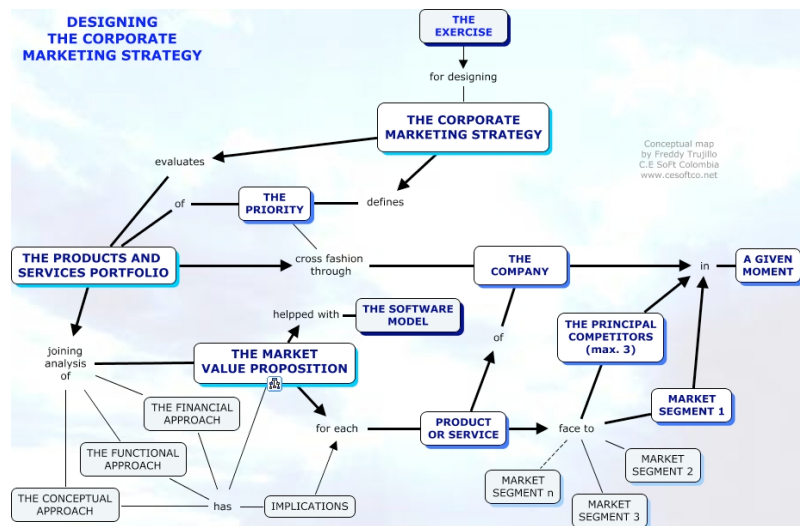 DESIGNING
THE CORPORATE
MARKETING STRATEGY
THE
EXERCISE
for designing
THE CORPORATE
MARKETING STRATEGY
Conceptual map
by Freddy Trujillo
C.E SoFt Colombia
www.cesoftco.net
evaluates
of
THE
PRIORITY
defines
THE PRODUCTS AND
SERVICES PORTFOLIO
cross fashion
through
THE
COMPANY
in
A GIVEN
MOMENT
helpped with
THE SOFTWARE
MODEL
of
THE PRINCIPAL
COMPETITORS
(max. 3)
joining
analysis
of
THE MARKET
VALUE PROPOSITION
THE FINANCIAL
APPROACH
for each
PRODUCT
OR SERVICE
face to
MARKET
SEGMENT 1
THE FUNCTIONAL
APPROACH
MARKET
SEGMENT 2
MARKET
SEGMENT n
THE CONCEPTUAL
APPROACH
has
IMPLICATIONS
MARKET
SEGMENT 3